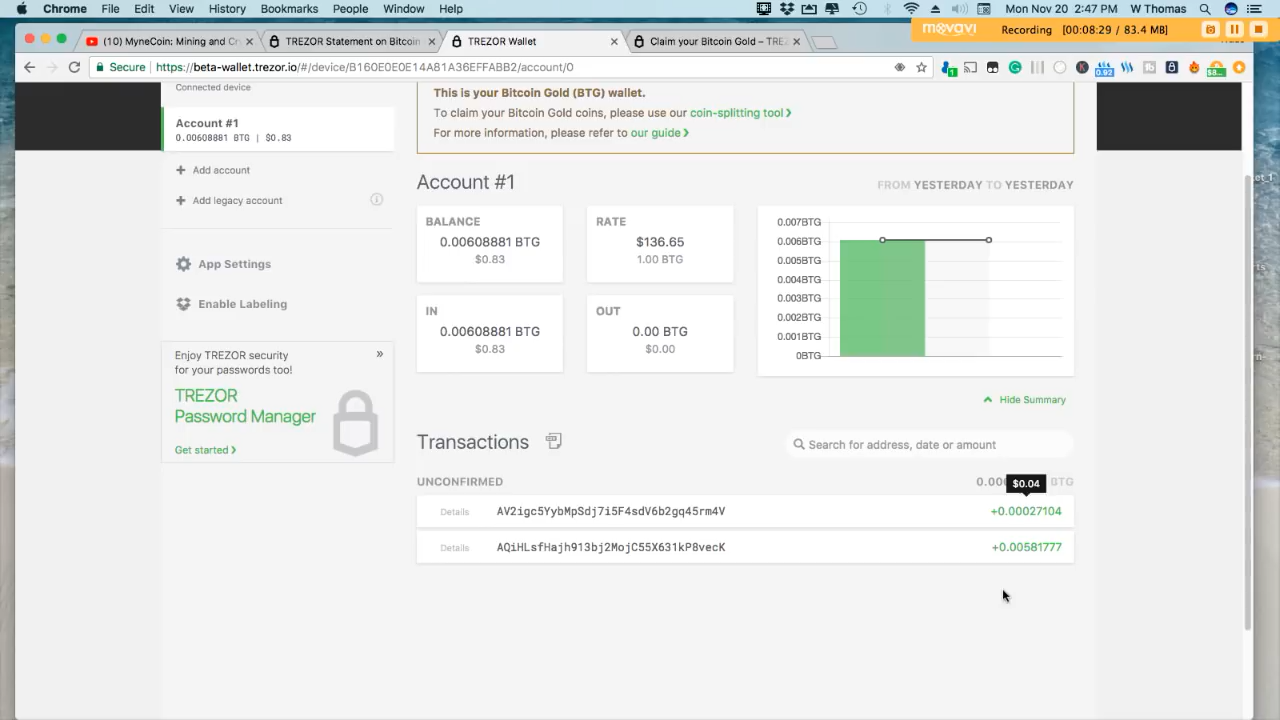 Chrome File Edit View History Bookmarks People Window Help Mon Nov 20 2:47 PM W Thomas
movavi Recording [00:08:29 / 83.4 MB]
(10) MyneCoin: Mining and C TREZOR Statement on Bitcoin TREZOR Wallet Claim your Bitcoin Gold – TREZ
Secure https://beta-wallet.trezor.io/#/device/B160E0E0E14A81A36EFFABB2/account/0
1 0.92 $8...
Connected device
Account #1
0.00608881 BTG | $0.83
Add account
Add legacy account
App Settings
Enable Labeling
Enjoy TREZOR security
for your passwords too!
TREZOR
Password Manager
Get started
This is your Bitcoin Gold (BTG) wallet.
To claim your Bitcoin Gold coins, please use our coin-splitting tool
For more information, please refer to our guide
Account #1
FROM YESTERDAY TO YESTERDAY
BALANCE
0.00608881 BTG
$0.83
RATE
$136.65
1.00 BTG
IN
0.00608881 BTG
$0.83
OUT
0.00 BTG
$0.00
0.007BTG
0.006BTG
0.005BTG
0.004BTG
0.003BTG
0.002BTG
0.001BTG
0BTG
Hide Summary
Transactions
Search for address, date or amount
UNCONFIRMED 0.00 BTG
$0.04
Details AV2igc5YybMpSdj7i5F4sdV6b2gq45rm4V +0.00027104
Details AQiHLsfHajh913bj2MojC55X631kP8vecK +0.00581777